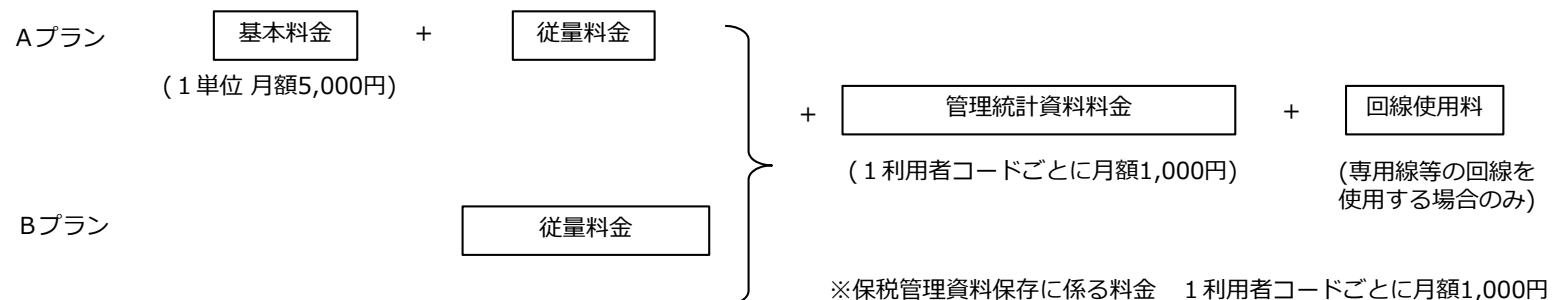 Aプラン 基本料金 + 従量料金
(１単位 月額5,000円)
+ 管理統計資料料金 + 回線使用料
(１利用者コードごとに月額1,000円) (専用線等の回線を
使用する場合のみ)
Bプラン 従量料金
※保税管理資料保存に係る料金　１利用者コードごとに月額1,000円